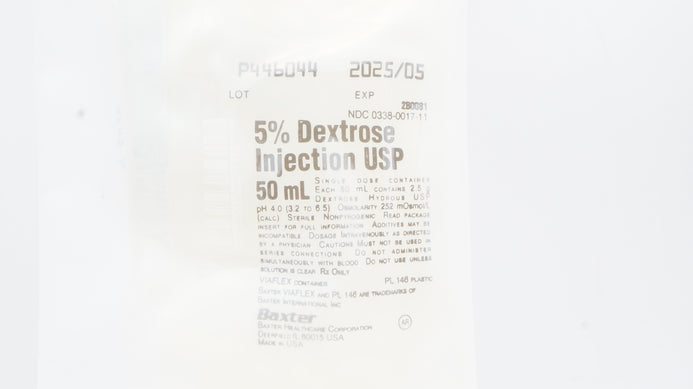 P446044 2025/05
LOT EXP
2B0081
NDC 0338-0017-11
5% Dextrose
Injection USP
50 mL
SINGLE DOSE CONTAINER
EACH 50 mL CONTAINS 2.5 g
DEXTROSE HYDROUS USP
pH 4.0 (3.2 TO 6.5) OSMOLARITY 252 mOsmol/L
(CALC) STERILE NONPYROGENIC READ PACKAGE
INSERT FOR FULL INFORMATION ADDITIVES MAY BE
INCOMPATIBLE DOSAGE INTRAVENOUSLY AS DIRECTED
BY A PHYSICIAN CAUTIONS MUST NOT BE USED IN
SERIES CONNECTIONS DO NOT ADMINISTER
SIMULTANEOUSLY WITH BLOOD DO NOT USE UNLESS
SOLUTION IS CLEAR RX ONLY
VIAFLEX CONTAINER PL 146 PLASTIC
BAXTER VIAFLEX AND PL 146 ARE TRADEMARKS OF
BAXTER INTERNATIONAL INC
Baxter
BAXTER HEALTHCARE CORPORATION
DEERFIELD IL 60015 USA
MADE IN USA